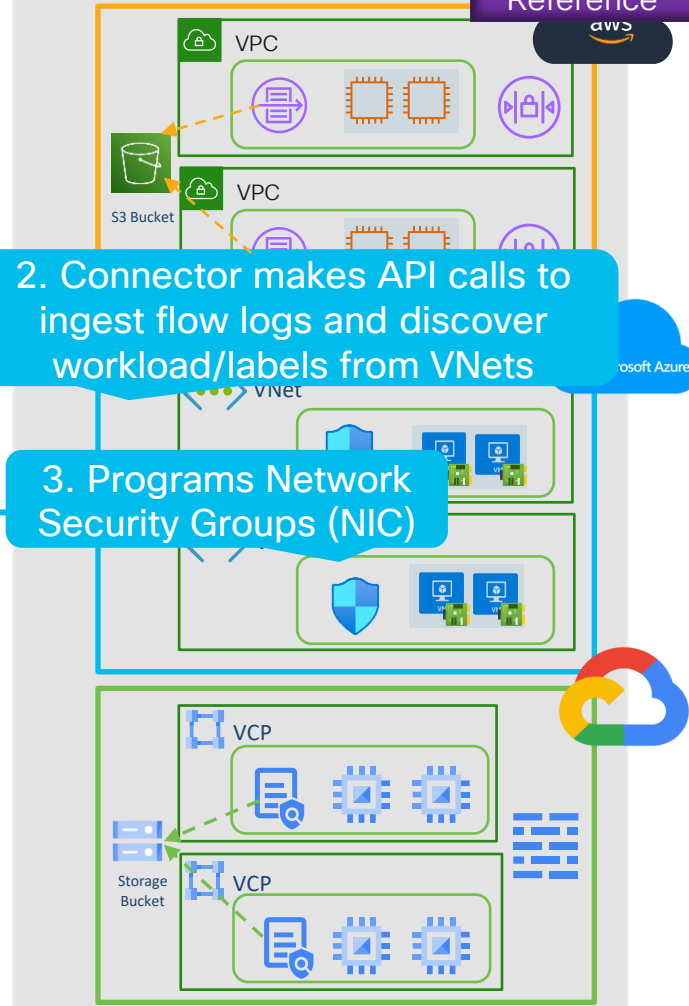 Reference
aws
VPC
S3 Bucket
VPC
2. Connector makes API calls to
ingest flow logs and discover
workload/labels from VNets
osoft Azure
VNet
3. Programs Network
Security Groups (NIC)
VCP
Storage
Bucket
VCP